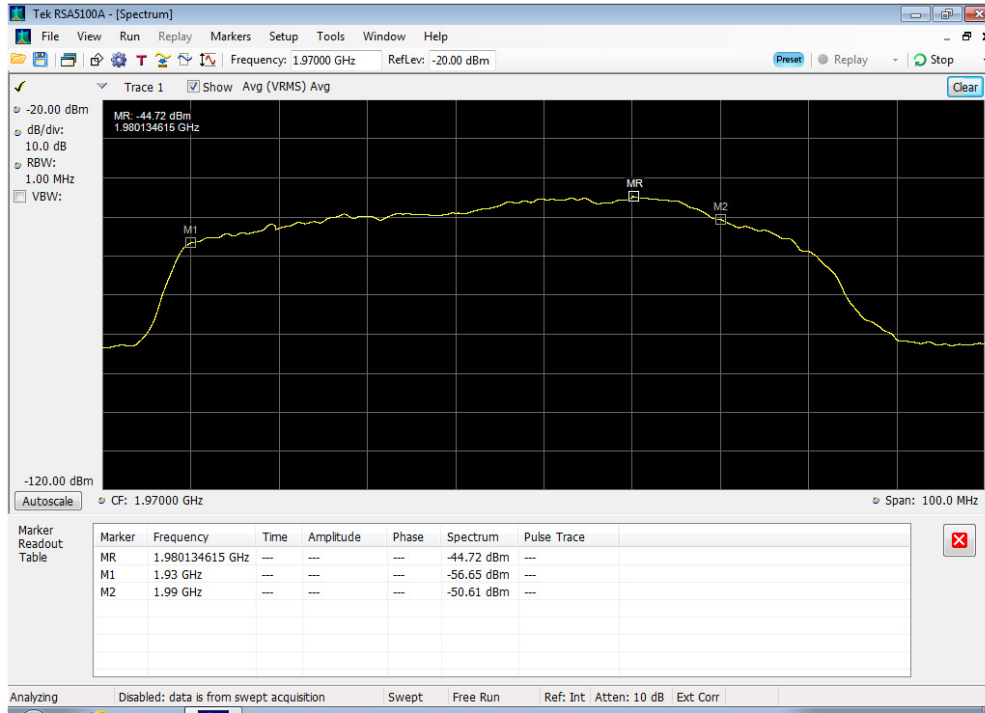 Tek RSA5100A - [Spectrum]
File View Run Replay Markers Setup Tools Window Help
T Frequency: 1.97000 GHz RefLev: -20.00 dBm Preset Replay Stop
Trace 1 Show Avg (VRMS) Avg Clear
-20.00 dBm
dB/div:
10.0 dB
RBW:
1.00 MHz
VBW:
MR: -44.72 dBm
1.980134615 GHz
MR
M2
M1
-120.00 dBm
Autoscale CF: 1.97000 GHz Span: 100.0 MHz
Marker
Readout
Table
Marker Frequency Time Amplitude Phase Spectrum Pulse Trace
MR 1.980134615 GHz --- --- --- -44.72 dBm ---
M1 1.93 GHz --- --- --- -56.65 dBm ---
M2 1.99 GHz --- --- --- -50.61 dBm ---
Analyzing Disabled: data is from swept acquisition Swept Free Run Ref: Int Atten: 10 dB Ext Corr